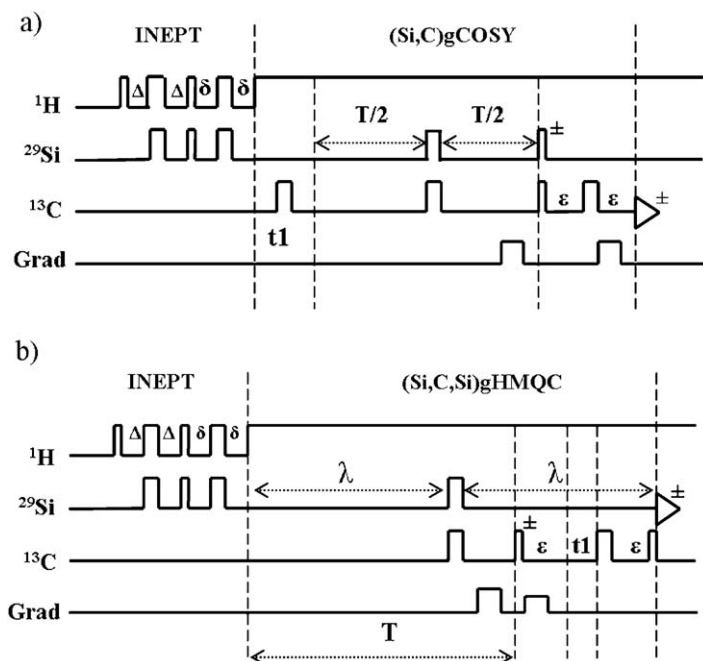 a)
INEPT (Si,C)gCOSY
¹H Δ Δ δ δ
T/2 T/2
²⁹Si ±
¹³C ε ε ±
t1
Grad
b)
INEPT (Si,C,Si)gHMQC
¹H Δ Δ δ δ
λ λ
²⁹Si ±
±
¹³C ε t1 ε
Grad
T